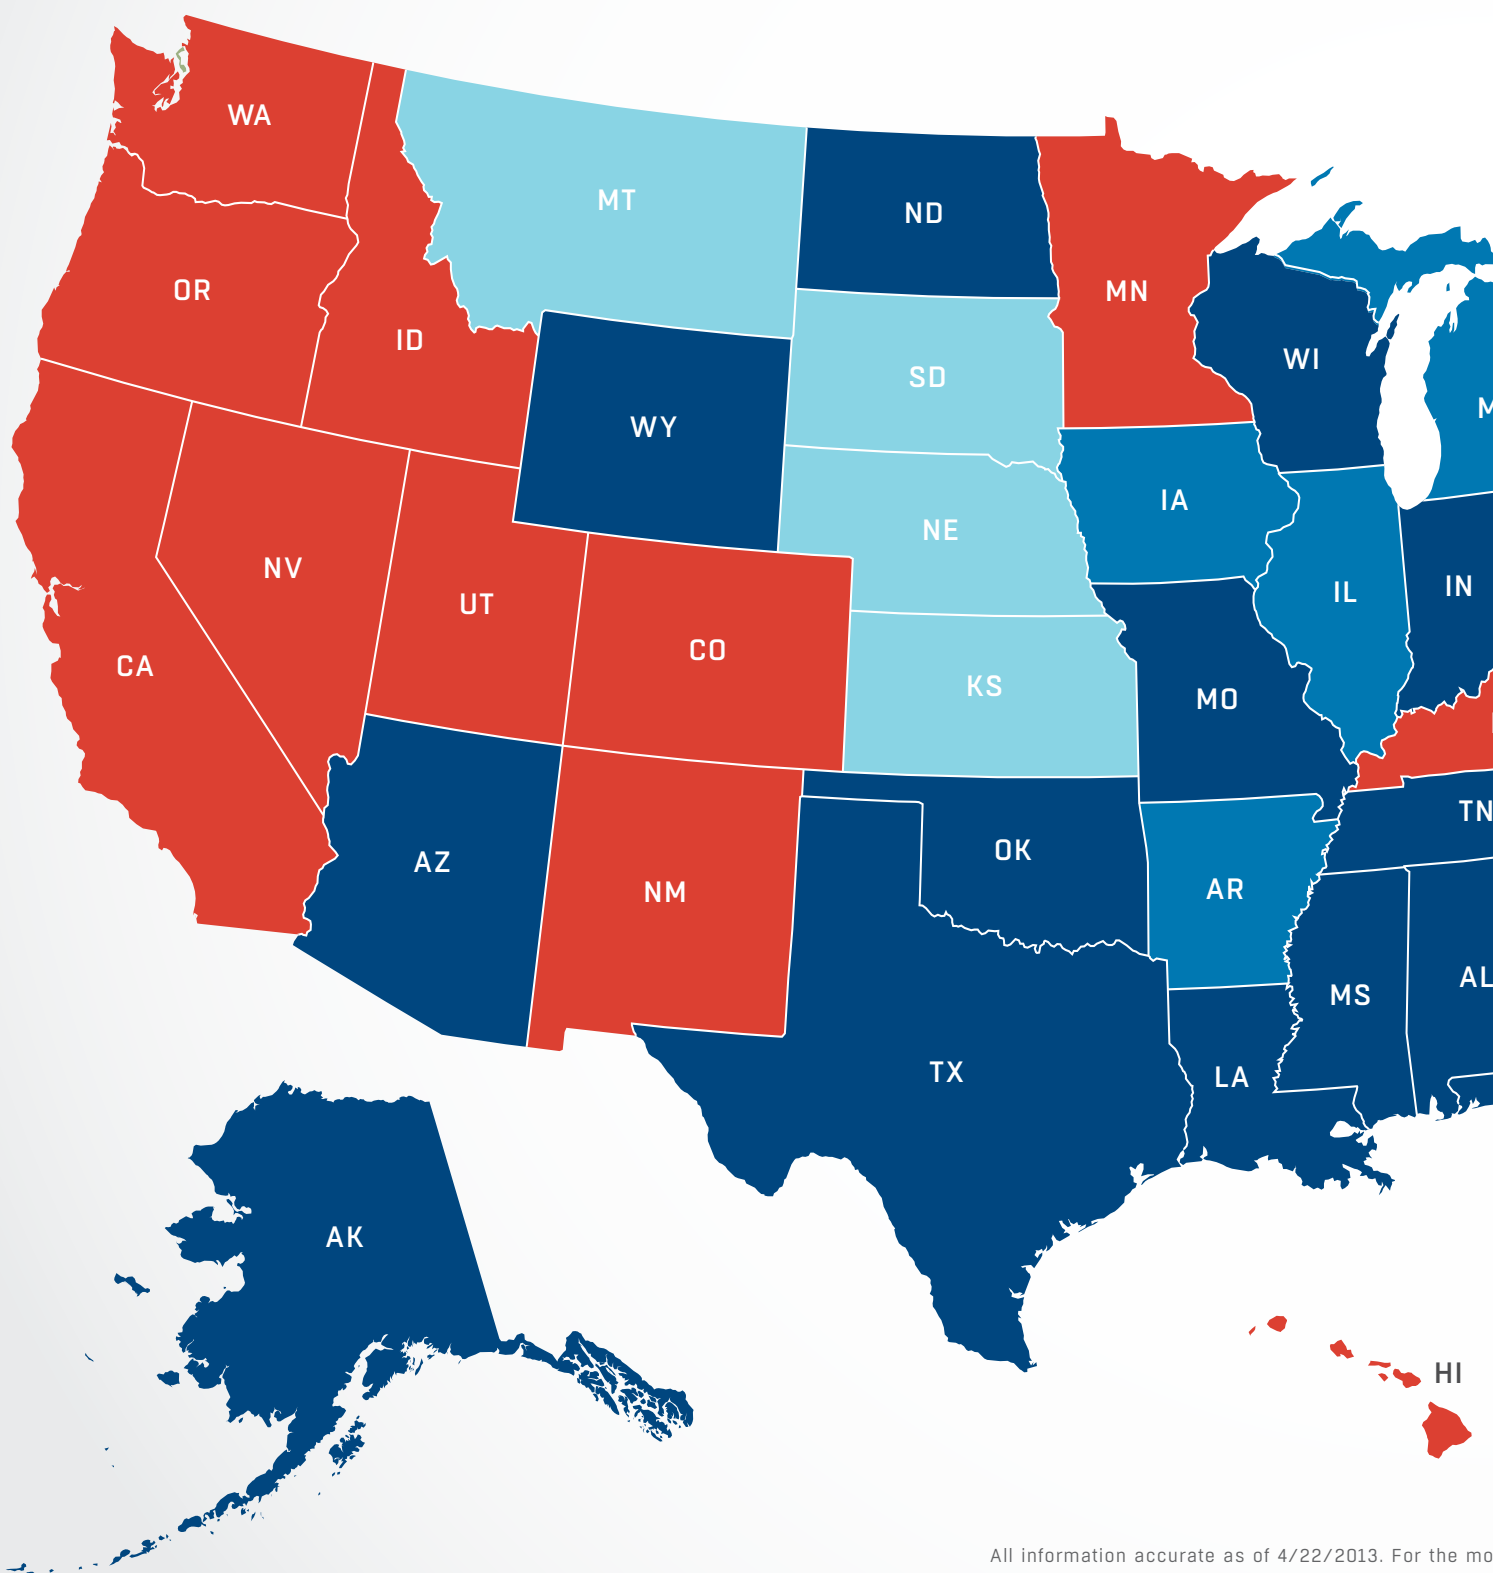 WA
MT
ND
OR
MN
ID
WI
SD
M
WY
IA
NE
NV
IN
IL
UT
CO
CA
KS
MO
TN
OK
AZ
AR
NM
AL
MS
TX
LA
AK
HI
All information accurate as of 4/22/2013. For the mo